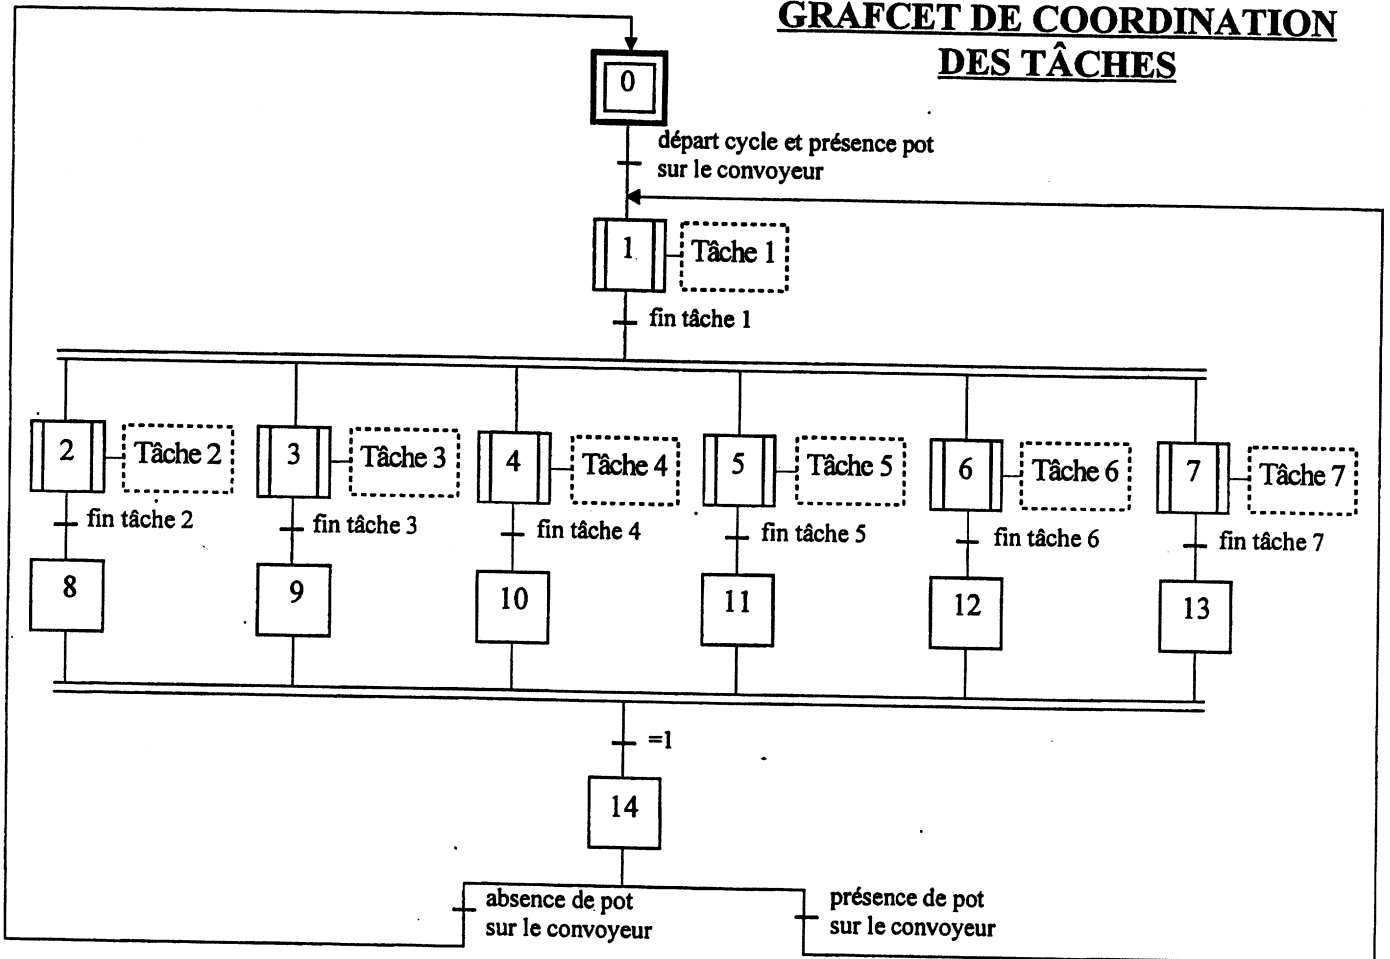 GRAFCET DE COORDINATION
DES TÂCHES
0
départ cycle et présence pot
sur le convoyeur
1
Tâche 1
fin tâche 1
2
Tâche 2
3
Tâche 3
4
Tâche 4
5
Tâche 5
6
Tâche 6
7
Tâche 7
fin tâche 2
fin tâche 3
fin tâche 4
fin tâche 5
fin tâche 6
fin tâche 7
8
9
10
11
12
13
=1
14
absence de pot
sur le convoyeur
présence de pot
sur le convoyeur